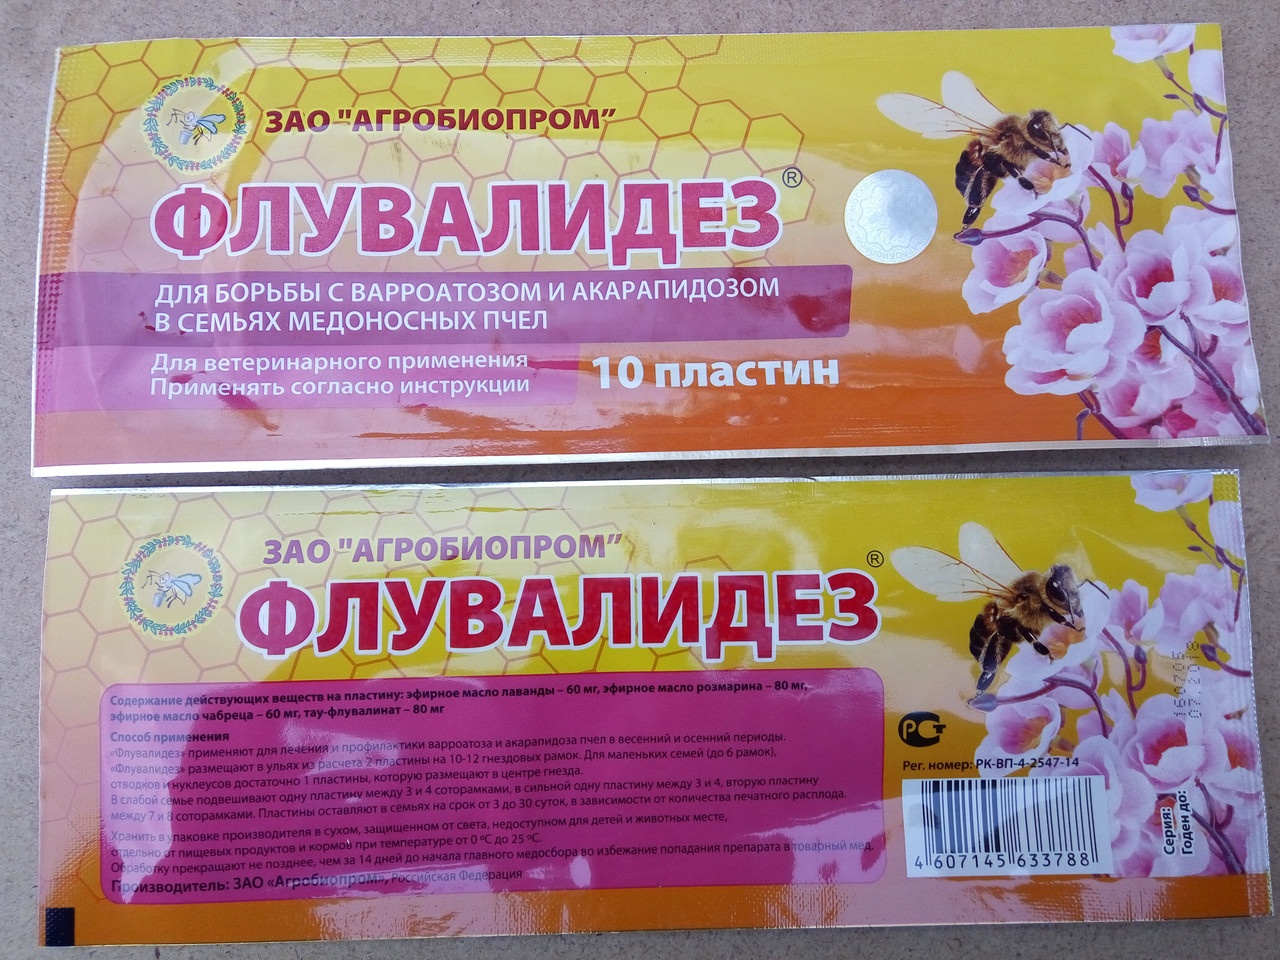 ЗАО "АГРОБИОПРОМ"
ФЛУВАЛИДЕЗ®
ДЛЯ БОРЬБЫ С ВАРРОАТОЗОМ И АКАРАПИДОЗОМ
В СЕМЬЯХ МЕДОНОСНЫХ ПЧЕЛ
Для ветеринарного применения
Применять согласно инструкции
10 пластин
ЗАО "АГРОБИОПРОМ"
ФЛУВАЛИДЕЗ®
Содержание действующих веществ на пластину: эфирное масло лаванды – 60 мг, эфирное масло розмарина – 80 мг,
эфирное масло чабреца – 60 мг, тау-флувалинат – 80 мг
Способ применения
«Флувалидез» применяют для лечения и профилактики варроатоза и акарапидоза пчел в весенний и осенний периоды.
«Флувалидез» размещают в ульях из расчета 2 пластины на 10-12 гнездовых рамок. Для маленьких семей (до 6 рамок),
отводков и нуклеусов достаточно 1 пластины, которую размещают в центре гнезда.
В слабой семье подвешивают одну пластину между 3 и 4 соторамками, в сильной одну пластину между 3 и 4, вторую пластину
между 7 и 8 соторамками. Пластины оставляют в семьях на срок от 3 до 30 суток, в зависимости от количества печатного расплода.
Хранить в упаковке производителя в сухом, защищенном от света, недоступном для детей и животных месте,
отдельно от пищевых продуктов и кормов при температуре от 0 ºС до 25 ºС.
Обработку прекращают не позднее, чем за 14 дней до начала главного медосбора во избежание попадания препарата в товарный мед.
Производитель: ЗАО «Агробиопром», Российская Федерация
РСТ
Рег. номер: РК-ВП-4-2547-14
4 607145 633788
Серия:
Годен до:
07.2018